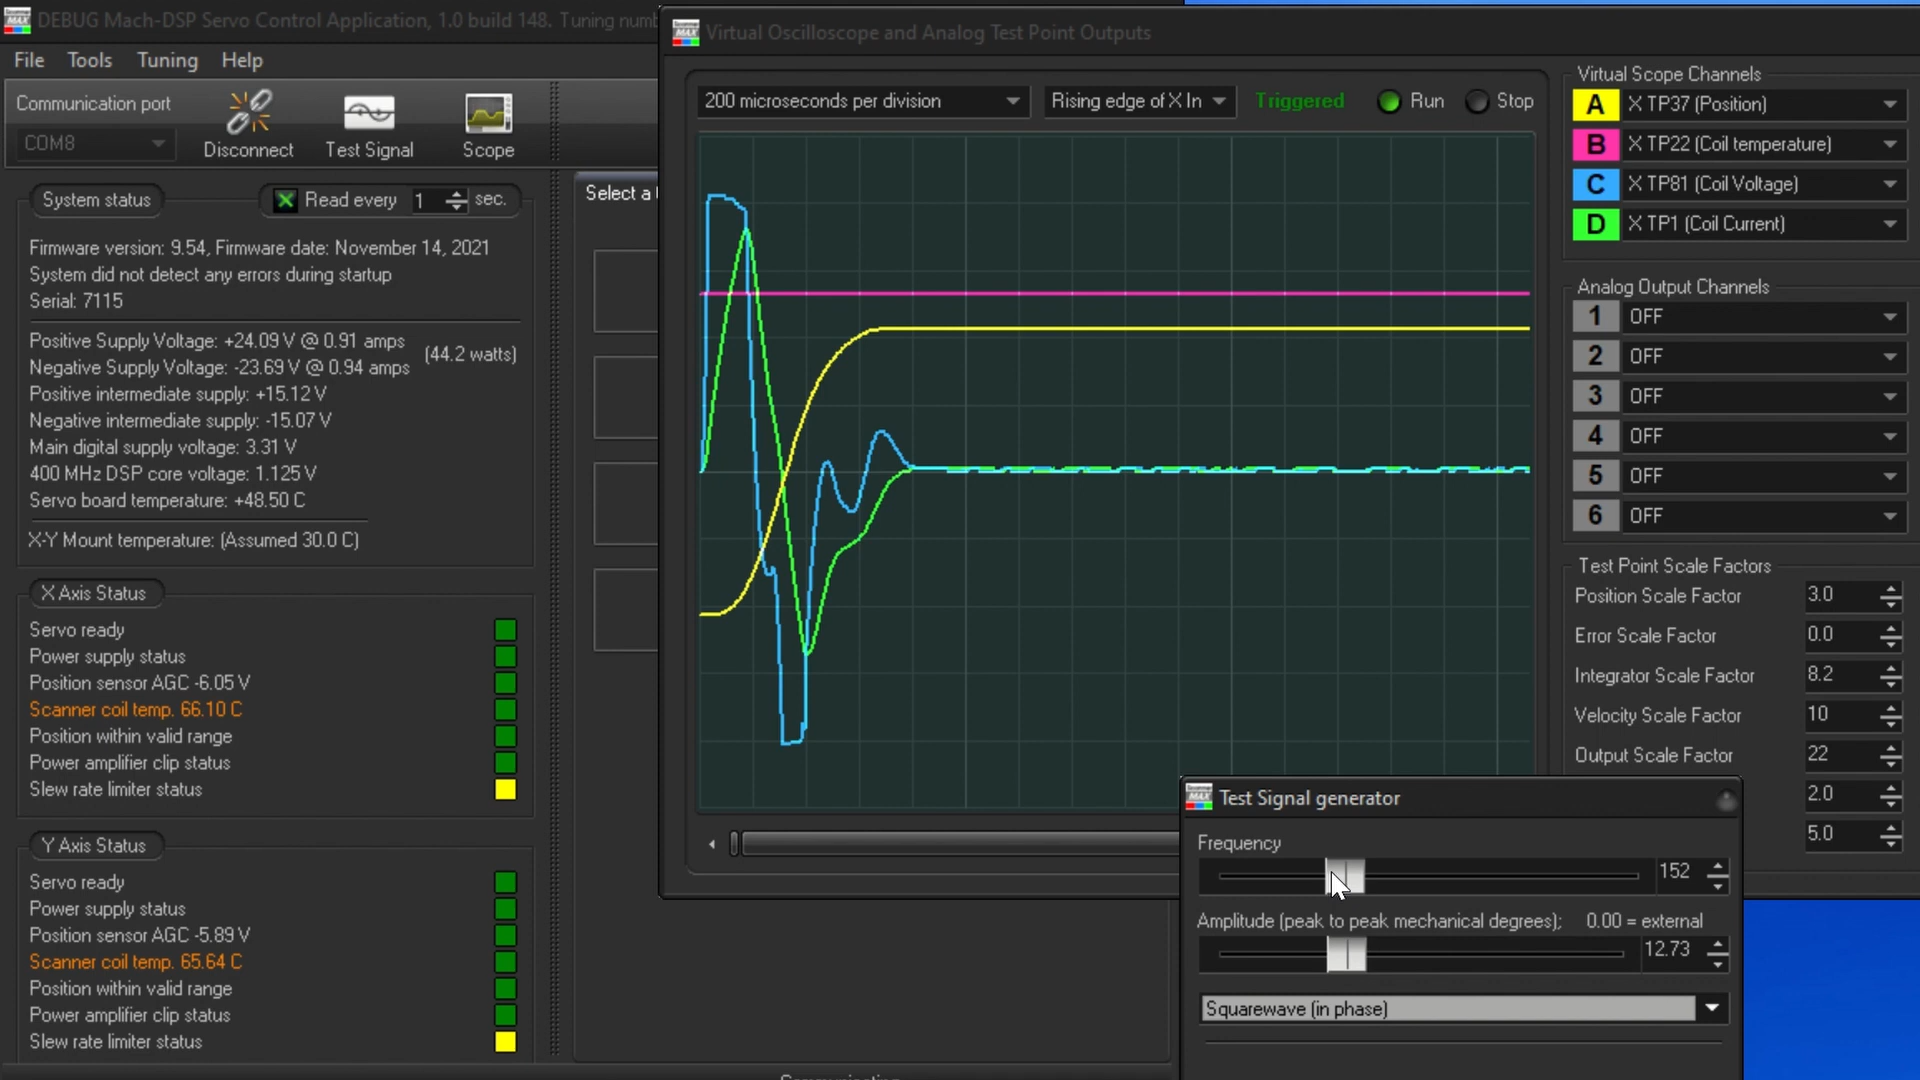 DEBUG Mach-DSP Servo Control Application, 1.0 build 148. Tuning numb
File Tools Tuning Help
Communication port
COM8
Disconnect
Test Signal
Scope
System status
Read every 1 sec.
Firmware version: 9.54, Firmware date: November 14, 2021
System did not detect any errors during startup
Serial: 7115
Positive Supply Voltage: +24.09 V @ 0.91 amps
Negative Supply Voltage: -23.69 V @ 0.94 amps
(44.2 watts)
Positive intermediate supply: +15.12 V
Negative intermediate supply: -15.07 V
Main digital supply voltage: 3.31 V
400 MHz DSP core voltage: 1.125 V
Servo board temperature: +48.50 C
X-Y Mount temperature: (Assumed 30.0 C)
X Axis Status
Servo ready
Power supply status
Position sensor AGC -6.05 V
Scanner coil temp. 66.10 C
Position within valid range
Power amplifier clip status
Slew rate limiter status
Y Axis Status
Servo ready
Power supply status
Position sensor AGC -5.89 V
Scanner coil temp. 65.64 C
Position within valid range
Power amplifier clip status
Slew rate limiter status
Select a
Virtual Oscilloscope and Analog Test Point Outputs
200 microseconds per division
Rising edge of X In
Triggered
Run
Stop
Virtual Scope Channels
A X TP37 (Position)
B X TP22 (Coil temperature)
C X TP81 (Coil Voltage)
D X TP1 (Coil Current)
Analog Output Channels
1 OFF
2 OFF
3 OFF
4 OFF
5 OFF
6 OFF
Test Point Scale Factors
Position Scale Factor 3.0
Error Scale Factor 0.0
Integrator Scale Factor 8.2
Velocity Scale Factor 10
Output Scale Factor 22
2.0
5.0
Test Signal generator
Frequency
152
Amplitude (peak to peak mechanical degrees); 0.00 = external
12.73
Squarewave (in phase)